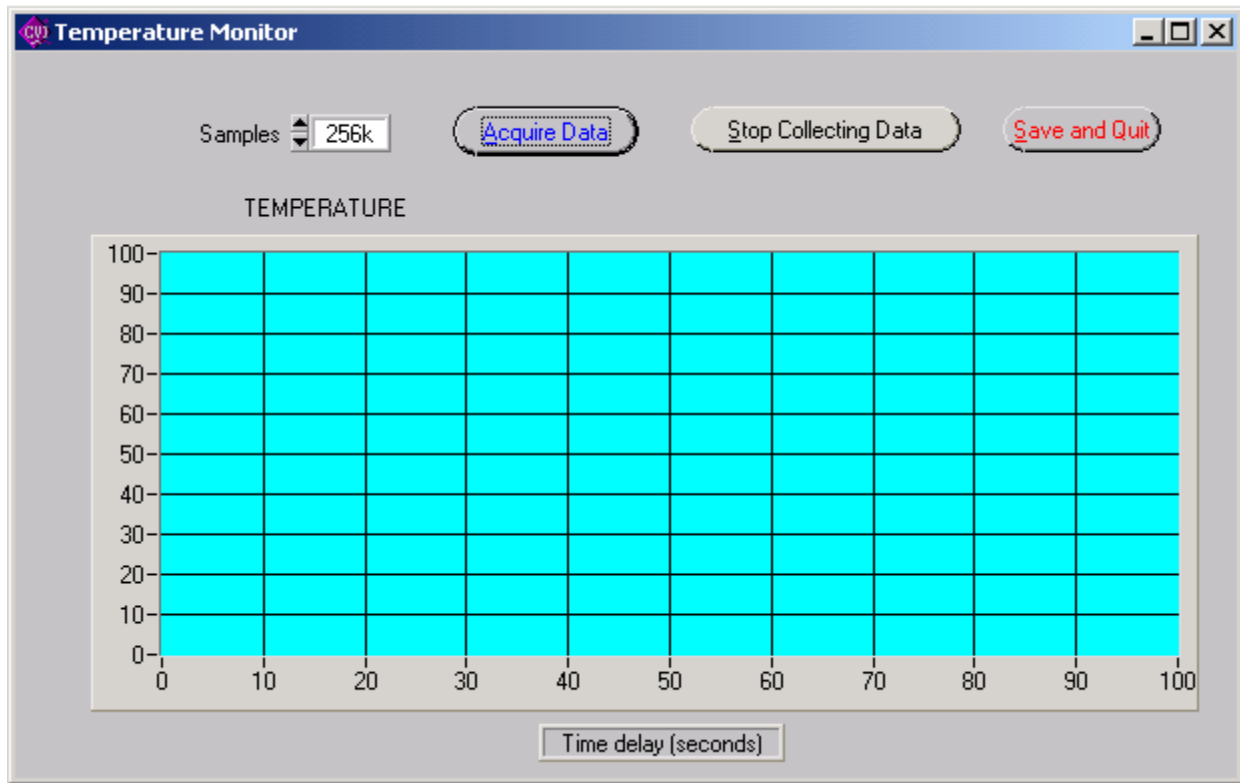 CVI Temperature Monitor
Samples 256k Acquire Data Stop Collecting Data Save and Quit
TEMPERATURE
100
90
80
70
60
50
40
30
20
10
0
0 10 20 30 40 50 60 70 80 90 100
Time delay (seconds)